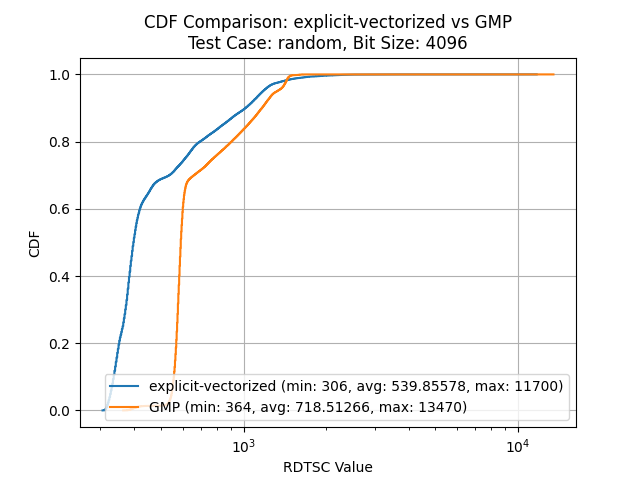 CDF Comparison: explicit-vectorized vs GMP
Test Case: random, Bit Size: 4096
CDF
1.0
0.8
0.6
0.4
0.2
0.0
explicit-vectorized (min: 306, avg: 539.85578, max: 11700)
GMP (min: 364, avg: 718.51266, max: 13470)
10³
10⁴
RDTSC Value